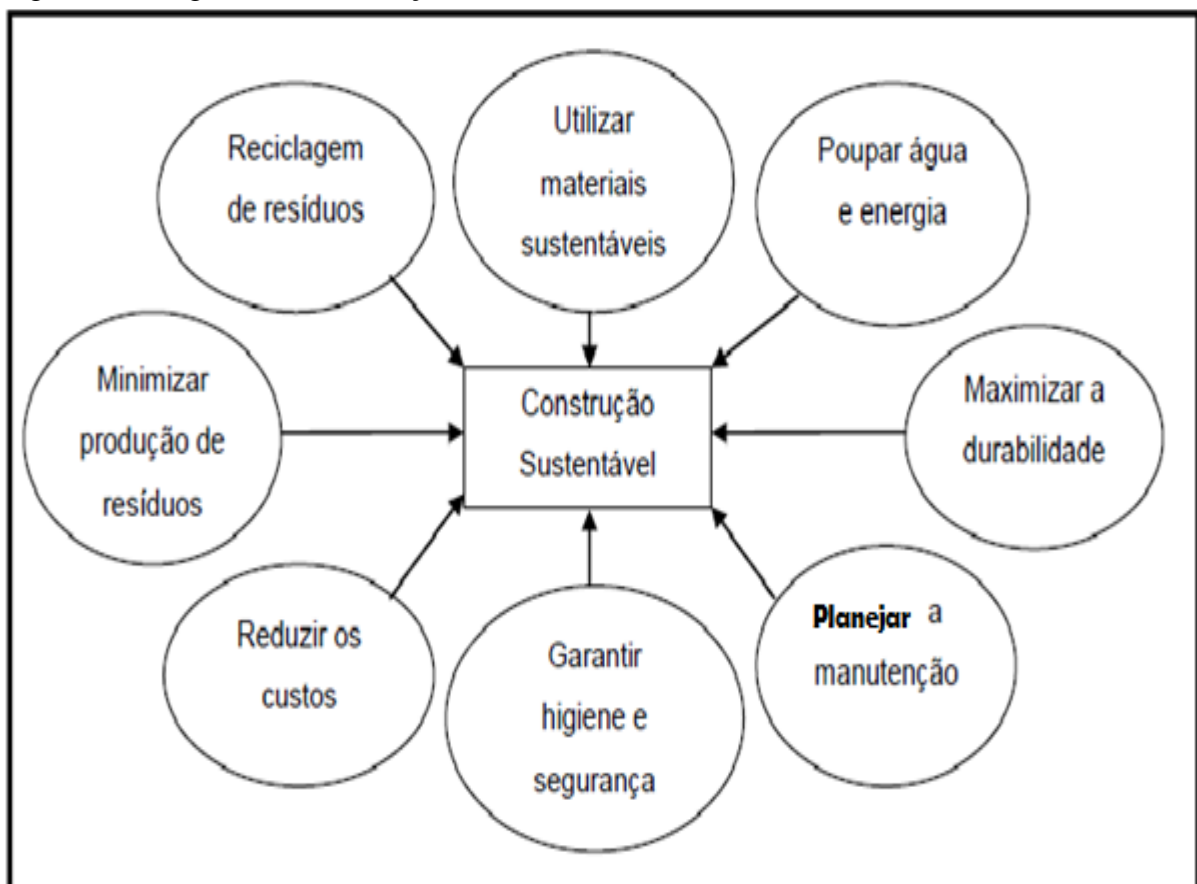 Reciclagem
de resíduos
Utilizar
materiais
sustentáveis
Poupar água
e energia
Minimizar
produção de
resíduos
Construção
Sustentável
Maximizar a
durabilidade
Reduzir os
custos
Garantir
higiene e
segurança
Planejar a
manutenção